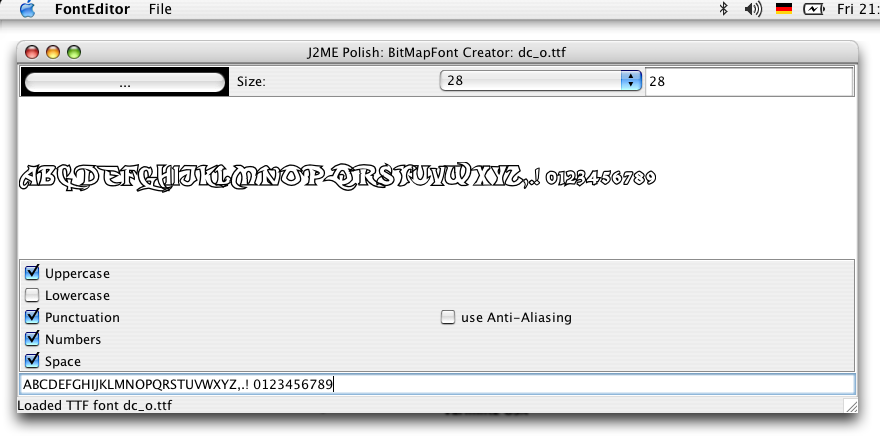 FontEditor File Fri 21:
J2ME Polish: BitMapFont Creator: dc_o.ttf
... Size: 28 28
ABCDEFGHIJKLMNOPQRSTUVWXYZ,.! 0123456789
Uppercase
Lowercase
Punctuation use Anti-Aliasing
Numbers
Space
ABCDEFGHIJKLMNOPQRSTUVWXYZ,.! 0123456789
Loaded TTF font dc_o.ttf